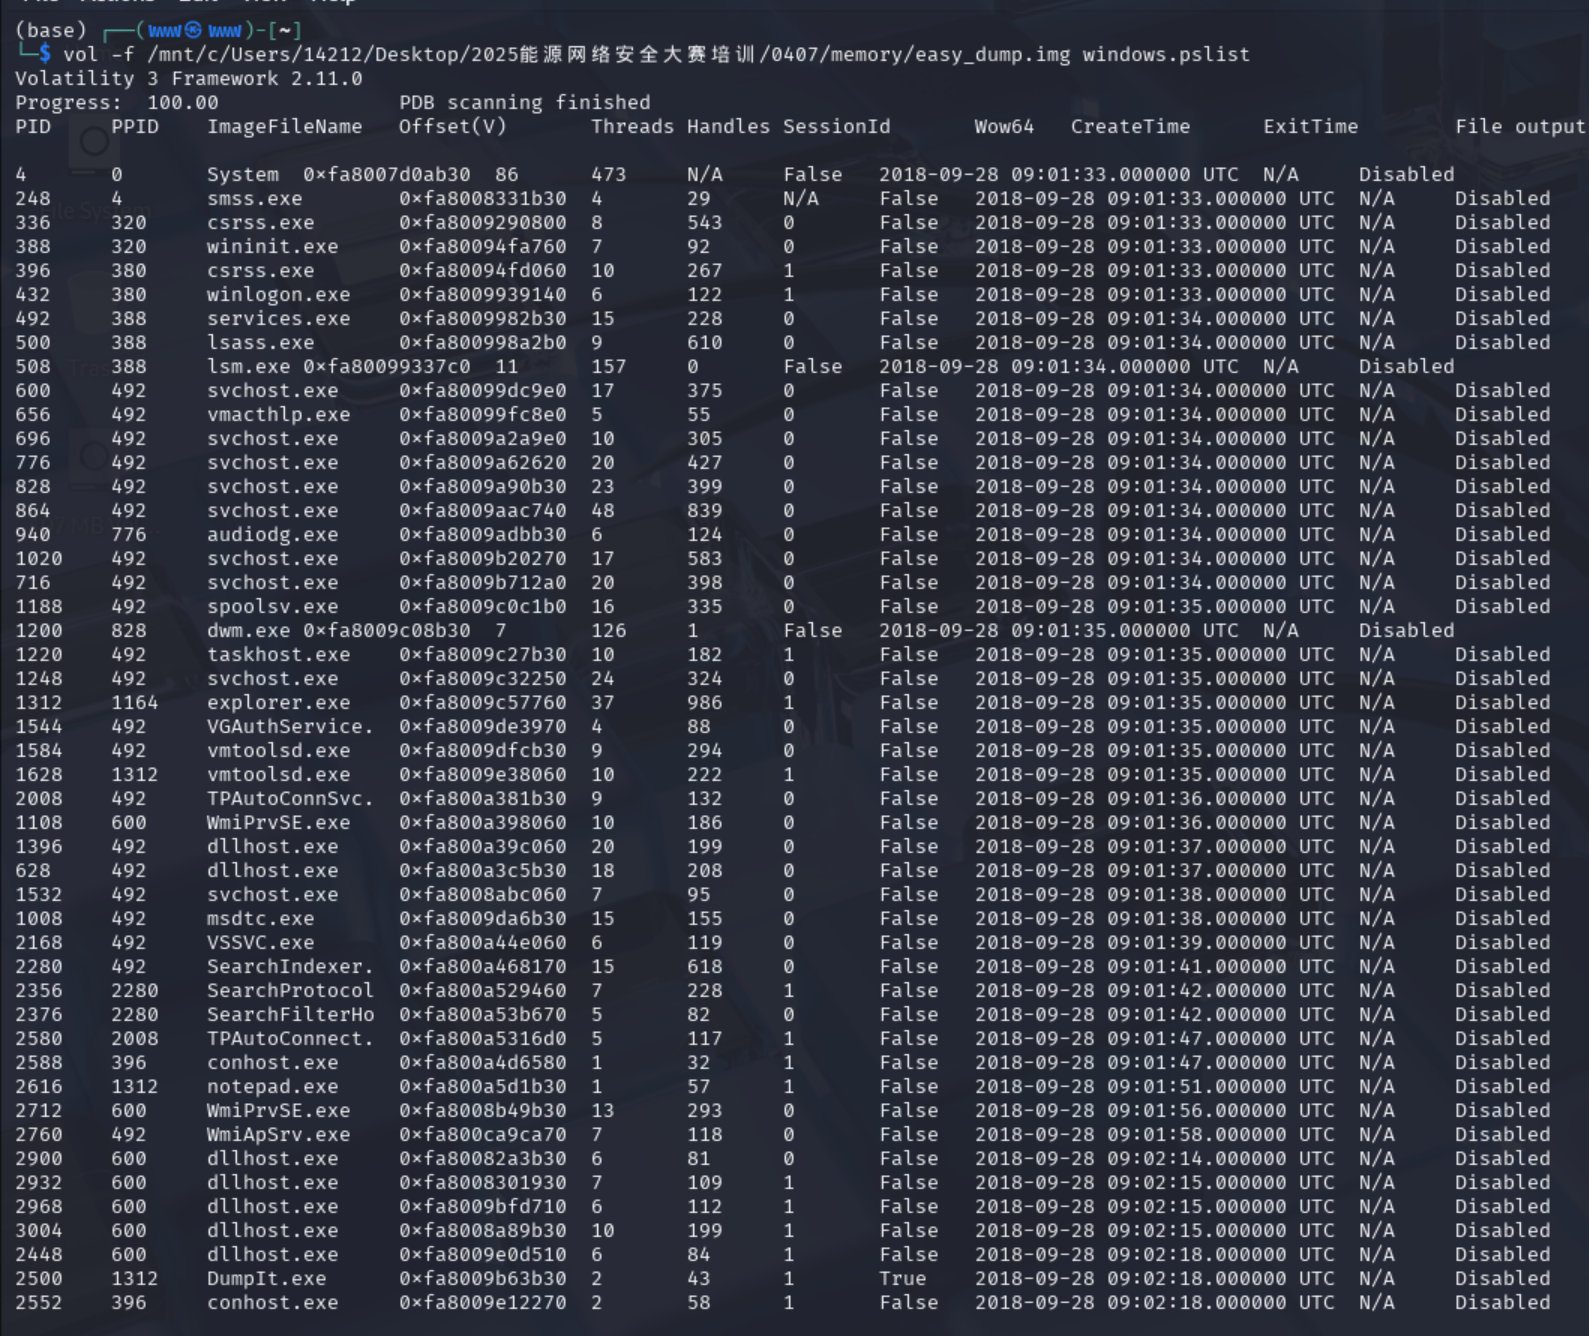 (base) ┌──(www㉿www)-[~]
└─$ vol -f /mnt/c/Users/14212/Desktop/2025能源网络安全大赛培训/0407/memory/easy_dump.img windows.pslist
Volatility 3 Framework 2.11.0
Progress:  100.00               PDB scanning finished
PID     PPID    ImageFileName   Offset(V)       Threads Handles SessionId       Wow64   CreateTime      ExitTime        File output
4       0       System  0xfa8007d0ab30  86      473     N/A     False   2018-09-28 09:01:33.000000 UTC  N/A     Disabled
248     4       smss.exe        0xfa8008331b30  4       29      N/A     False   2018-09-28 09:01:33.000000 UTC  N/A     Disabled
336     320     csrss.exe       0xfa8009290800  8       543     0       False   2018-09-28 09:01:33.000000 UTC  N/A     Disabled
388     320     wininit.exe     0xfa80094fa760  7       92      0       False   2018-09-28 09:01:33.000000 UTC  N/A     Disabled
396     380     csrss.exe       0xfa80094fd060  10      267     1       False   2018-09-28 09:01:33.000000 UTC  N/A     Disabled
432     380     winlogon.exe    0xfa8009939140  6       122     1       False   2018-09-28 09:01:33.000000 UTC  N/A     Disabled
492     388     services.exe    0xfa8009982b30  15      228     0       False   2018-09-28 09:01:34.000000 UTC  N/A     Disabled
500     388     lsass.exe       0xfa800998a2b0  9       610     0       False   2018-09-28 09:01:34.000000 UTC  N/A     Disabled
508     388     lsm.exe 0xfa80099337c0  11      157     0       False   2018-09-28 09:01:34.000000 UTC  N/A     Disabled
600     492     svchost.exe     0xfa80099dc9e0  17      375     0       False   2018-09-28 09:01:34.000000 UTC  N/A     Disabled
656     492     vmacthlp.exe    0xfa80099fc8e0  5       55      0       False   2018-09-28 09:01:34.000000 UTC  N/A     Disabled
696     492     svchost.exe     0xfa8009a2a9e0  10      305     0       False   2018-09-28 09:01:34.000000 UTC  N/A     Disabled
776     492     svchost.exe     0xfa8009a62620  20      427     0       False   2018-09-28 09:01:34.000000 UTC  N/A     Disabled
828     492     svchost.exe     0xfa8009a90b30  23      399     0       False   2018-09-28 09:01:34.000000 UTC  N/A     Disabled
864     492     svchost.exe     0xfa8009aac740  48      839     0       False   2018-09-28 09:01:34.000000 UTC  N/A     Disabled
940     776     audiodg.exe     0xfa8009adbb30  6       124     0       False   2018-09-28 09:01:34.000000 UTC  N/A     Disabled
1020    492     svchost.exe     0xfa8009b20270  17      583     0       False   2018-09-28 09:01:34.000000 UTC  N/A     Disabled
716     492     svchost.exe     0xfa8009b712a0  20      398     0       False   2018-09-28 09:01:34.000000 UTC  N/A     Disabled
1188    492     spoolsv.exe     0xfa8009c0c1b0  16      335     0       False   2018-09-28 09:01:35.000000 UTC  N/A     Disabled
1200    828     dwm.exe 0xfa8009c08b30  7       126     1       False   2018-09-28 09:01:35.000000 UTC  N/A     Disabled
1220    492     taskhost.exe    0xfa8009c27b30  10      182     1       False   2018-09-28 09:01:35.000000 UTC  N/A     Disabled
1248    492     svchost.exe     0xfa8009c32250  24      324     0       False   2018-09-28 09:01:35.000000 UTC  N/A     Disabled
1312    1164    explorer.exe    0xfa8009c57760  37      986     1       False   2018-09-28 09:01:35.000000 UTC  N/A     Disabled
1544    492     VGAuthService.  0xfa8009de3970  4       88      0       False   2018-09-28 09:01:35.000000 UTC  N/A     Disabled
1584    492     vmtoolsd.exe    0xfa8009dfcb30  9       294     0       False   2018-09-28 09:01:35.000000 UTC  N/A     Disabled
1628    1312    vmtoolsd.exe    0xfa8009e38060  10      222     1       False   2018-09-28 09:01:35.000000 UTC  N/A     Disabled
2008    492     TPAutoConnSvc.  0xfa800a381b30  9       132     0       False   2018-09-28 09:01:36.000000 UTC  N/A     Disabled
1108    600     WmiPrvSE.exe    0xfa800a398060  10      186     0       False   2018-09-28 09:01:36.000000 UTC  N/A     Disabled
1396    492     dllhost.exe     0xfa800a39c060  20      199     0       False   2018-09-28 09:01:37.000000 UTC  N/A     Disabled
628     492     dllhost.exe     0xfa800a3c5b30  18      208     0       False   2018-09-28 09:01:37.000000 UTC  N/A     Disabled
1532    492     svchost.exe     0xfa8008abc060  7       95      0       False   2018-09-28 09:01:38.000000 UTC  N/A     Disabled
1008    492     msdtc.exe       0xfa8009da6b30  15      155     0       False   2018-09-28 09:01:38.000000 UTC  N/A     Disabled
2168    492     VSSVC.exe       0xfa800a44e060  6       119     0       False   2018-09-28 09:01:39.000000 UTC  N/A     Disabled
2280    492     SearchIndexer.  0xfa800a468170  15      618     0       False   2018-09-28 09:01:41.000000 UTC  N/A     Disabled
2356    2280    SearchProtocol  0xfa800a529460  7       228     1       False   2018-09-28 09:01:42.000000 UTC  N/A     Disabled
2376    2280    SearchFilterHo  0xfa800a53b670  5       82      0       False   2018-09-28 09:01:42.000000 UTC  N/A     Disabled
2580    2008    TPAutoConnect.  0xfa800a5316d0  5       117     1       False   2018-09-28 09:01:47.000000 UTC  N/A     Disabled
2588    396     conhost.exe     0xfa800a4d6580  1       32      1       False   2018-09-28 09:01:47.000000 UTC  N/A     Disabled
2616    1312    notepad.exe     0xfa800a5d1b30  1       57      1       False   2018-09-28 09:01:51.000000 UTC  N/A     Disabled
2712    600     WmiPrvSE.exe    0xfa8008b49b30  13      293     0       False   2018-09-28 09:01:56.000000 UTC  N/A     Disabled
2760    492     WmiApSrv.exe    0xfa800ca9ca70  7       118     0       False   2018-09-28 09:01:58.000000 UTC  N/A     Disabled
2900    600     dllhost.exe     0xfa80082a3b30  6       81      0       False   2018-09-28 09:02:14.000000 UTC  N/A     Disabled
2932    600     dllhost.exe     0xfa8008301930  7       109     1       False   2018-09-28 09:02:15.000000 UTC  N/A     Disabled
2968    600     dllhost.exe     0xfa8009bfd710  6       112     1       False   2018-09-28 09:02:15.000000 UTC  N/A     Disabled
3004    600     dllhost.exe     0xfa8008a89b30  10      199     1       False   2018-09-28 09:02:15.000000 UTC  N/A     Disabled
2448    600     dllhost.exe     0xfa8009e0d510  6       84      1       False   2018-09-28 09:02:18.000000 UTC  N/A     Disabled
2500    1312    DumpIt.exe      0xfa8009b63b30  2       43      1       True    2018-09-28 09:02:18.000000 UTC  N/A     Disabled
2552    396     conhost.exe     0xfa8009e12270  2       58      1       False   2018-09-28 09:02:18.000000 UTC  N/A     Disabled